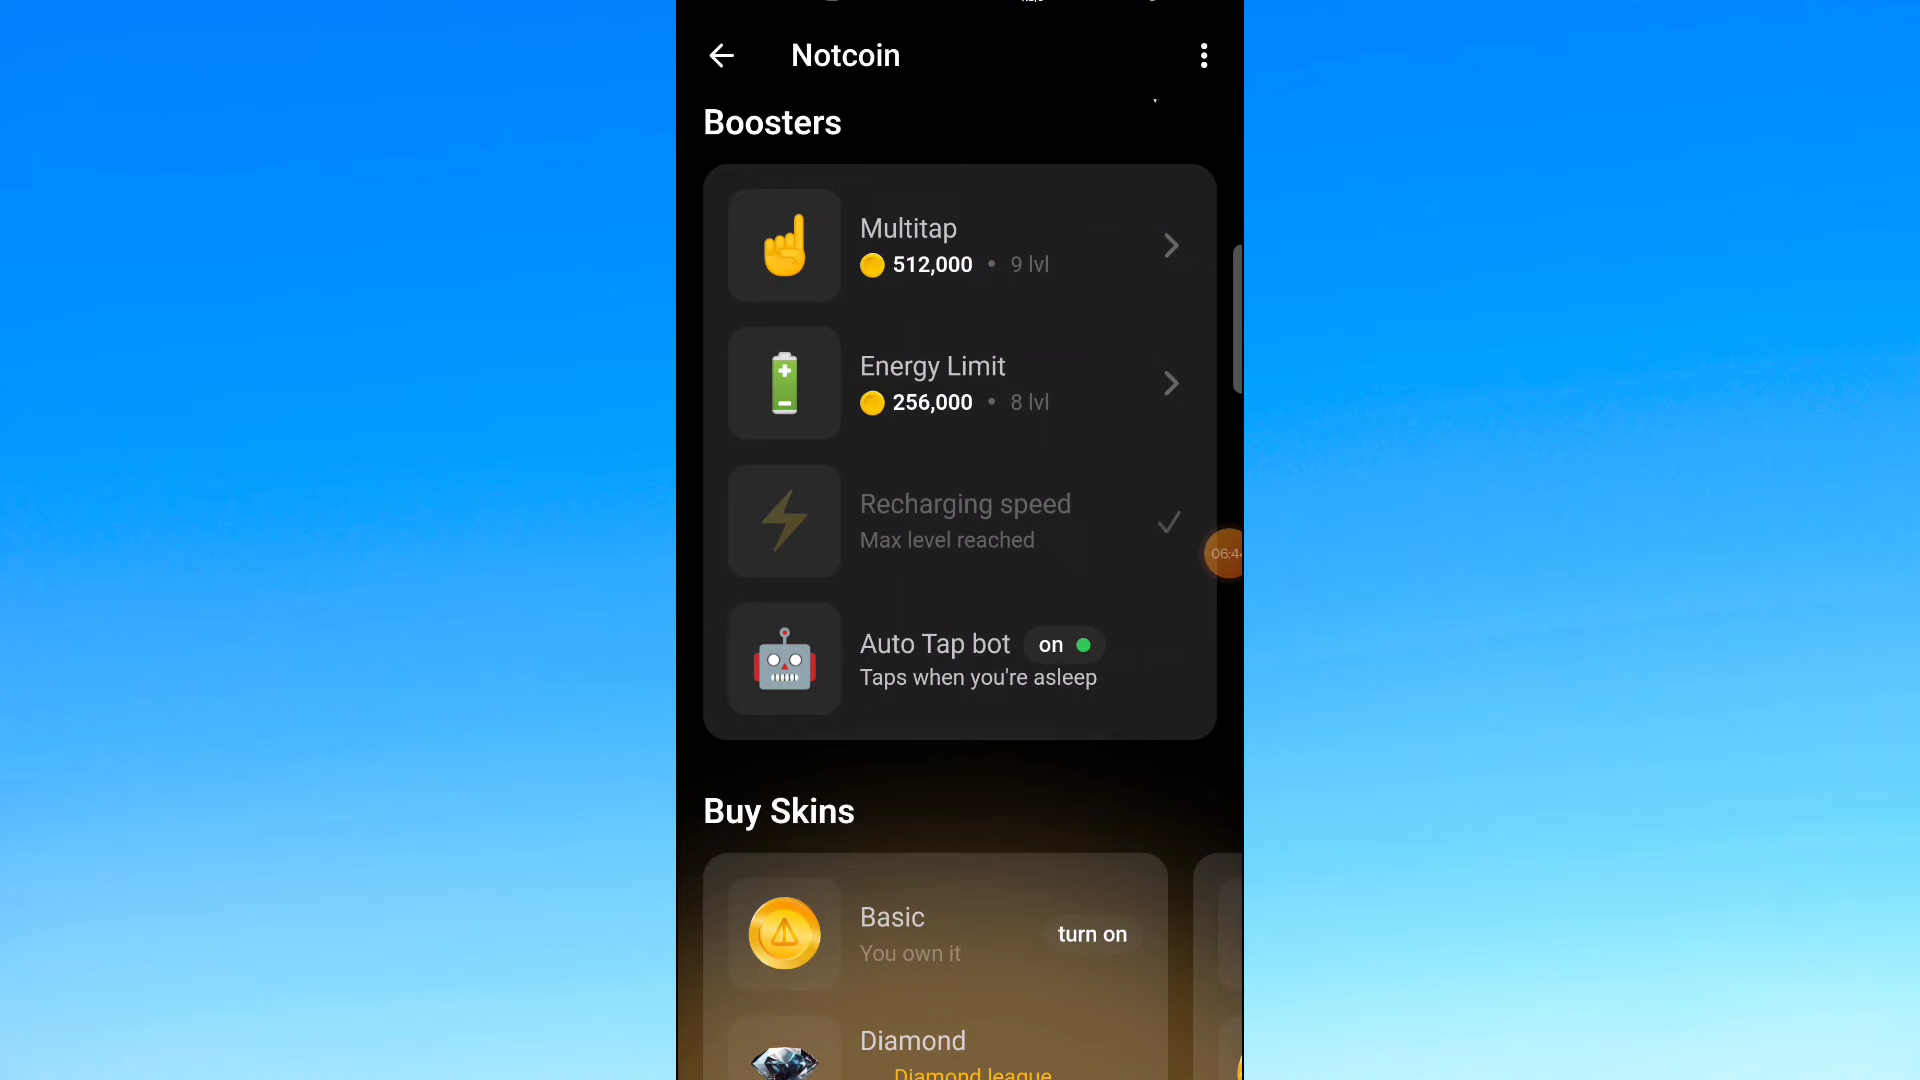 Notcoin
Boosters
Multitap
512,000 • 9 lvl
Energy Limit
256,000 • 8 lvl
Recharging speed
Max level reached
06:44
Auto Tap bot on
Taps when you're asleep
Buy Skins
Basic
You own it
turn on
Diamond
Diamond league